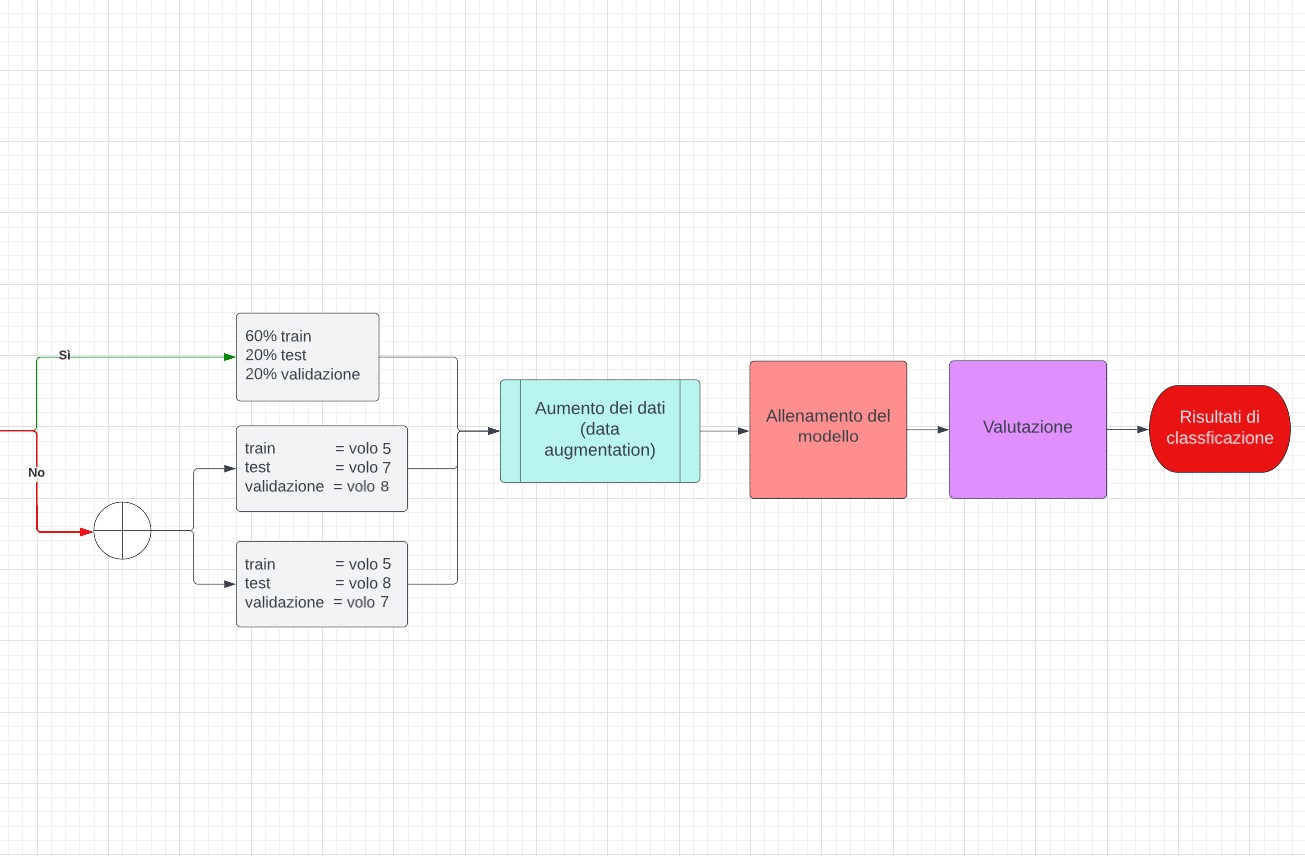 Sì
60% train
20% test
20% validazione
No
train = volo 5
test = volo 7
validazione = volo 8
train = volo 5
test = volo 8
validazione = volo 7
Aumento dei dati
(data
augmentation)
Allenamento del
modello
Valutazione
Risultati di
classficazione